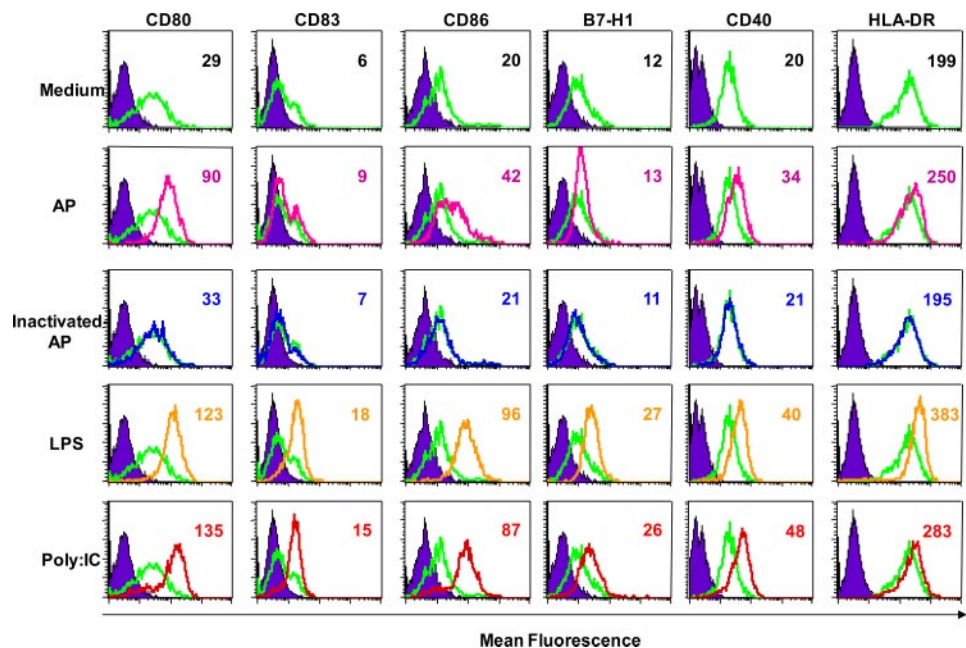 CD80 CD83 CD86 B7-H1 CD40 HLA-DR
Medium 29 6 20 12 20 199
AP 90 9 42 13 34 250
Inactivated-
AP 33 7 21 11 21 195
LPS 123 18 96 27 40 383
Poly:IC 135 15 87 26 48 283
Mean Fluorescence